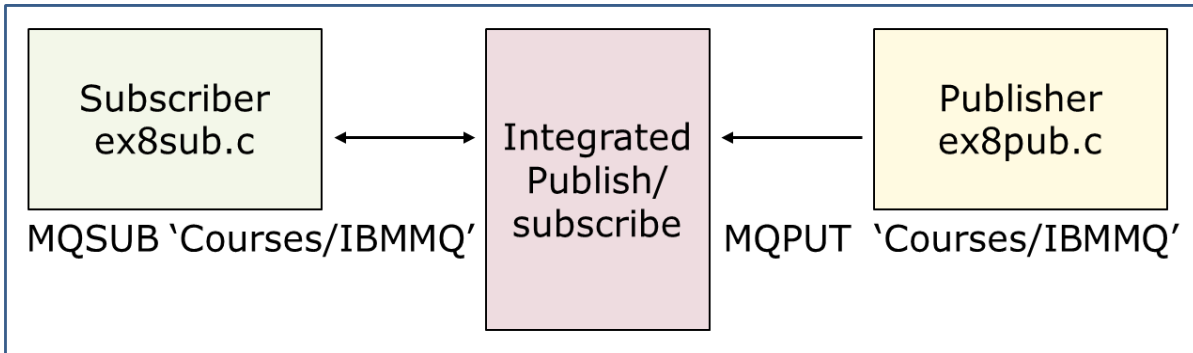 Subscriber
ex8sub.c
Integrated
Publish/
subscribe
Publisher
ex8pub.c
MQSUB ‘Courses/IBMMQ’
MQPUT ‘Courses/IBMMQ’